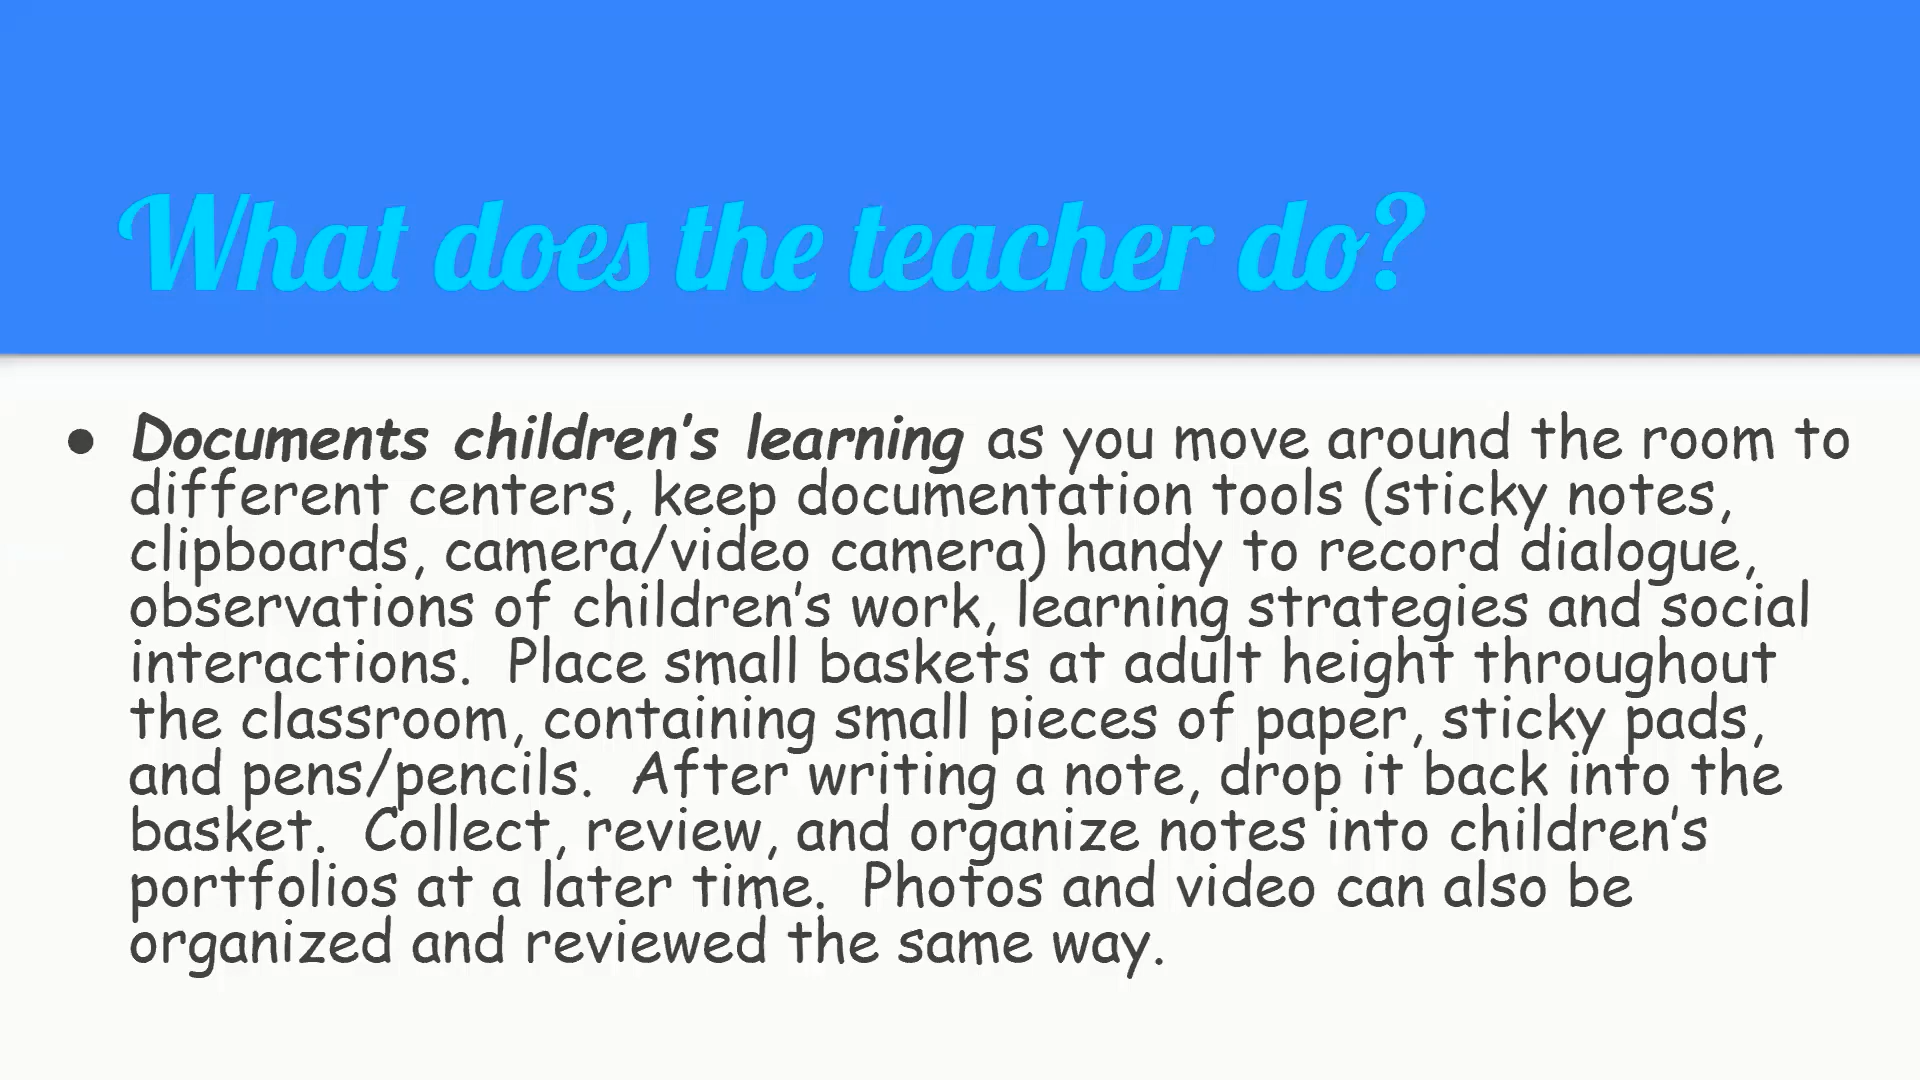 What does the teacher do?
● Documents children's learning as you move around the room to
different centers, keep documentation tools (sticky notes,
clipboards, camera/video camera) handy to record dialogue,
observations of children's work, learning strategies and social
interactions.  Place small baskets at adult height throughout
the classroom, containing small pieces of paper, sticky pads,
and pens/pencils.  After writing a note, drop it back into the
basket.  Collect, review, and organize notes into children's
portfolios at a later time.  Photos and video can also be
organized and reviewed the same way.